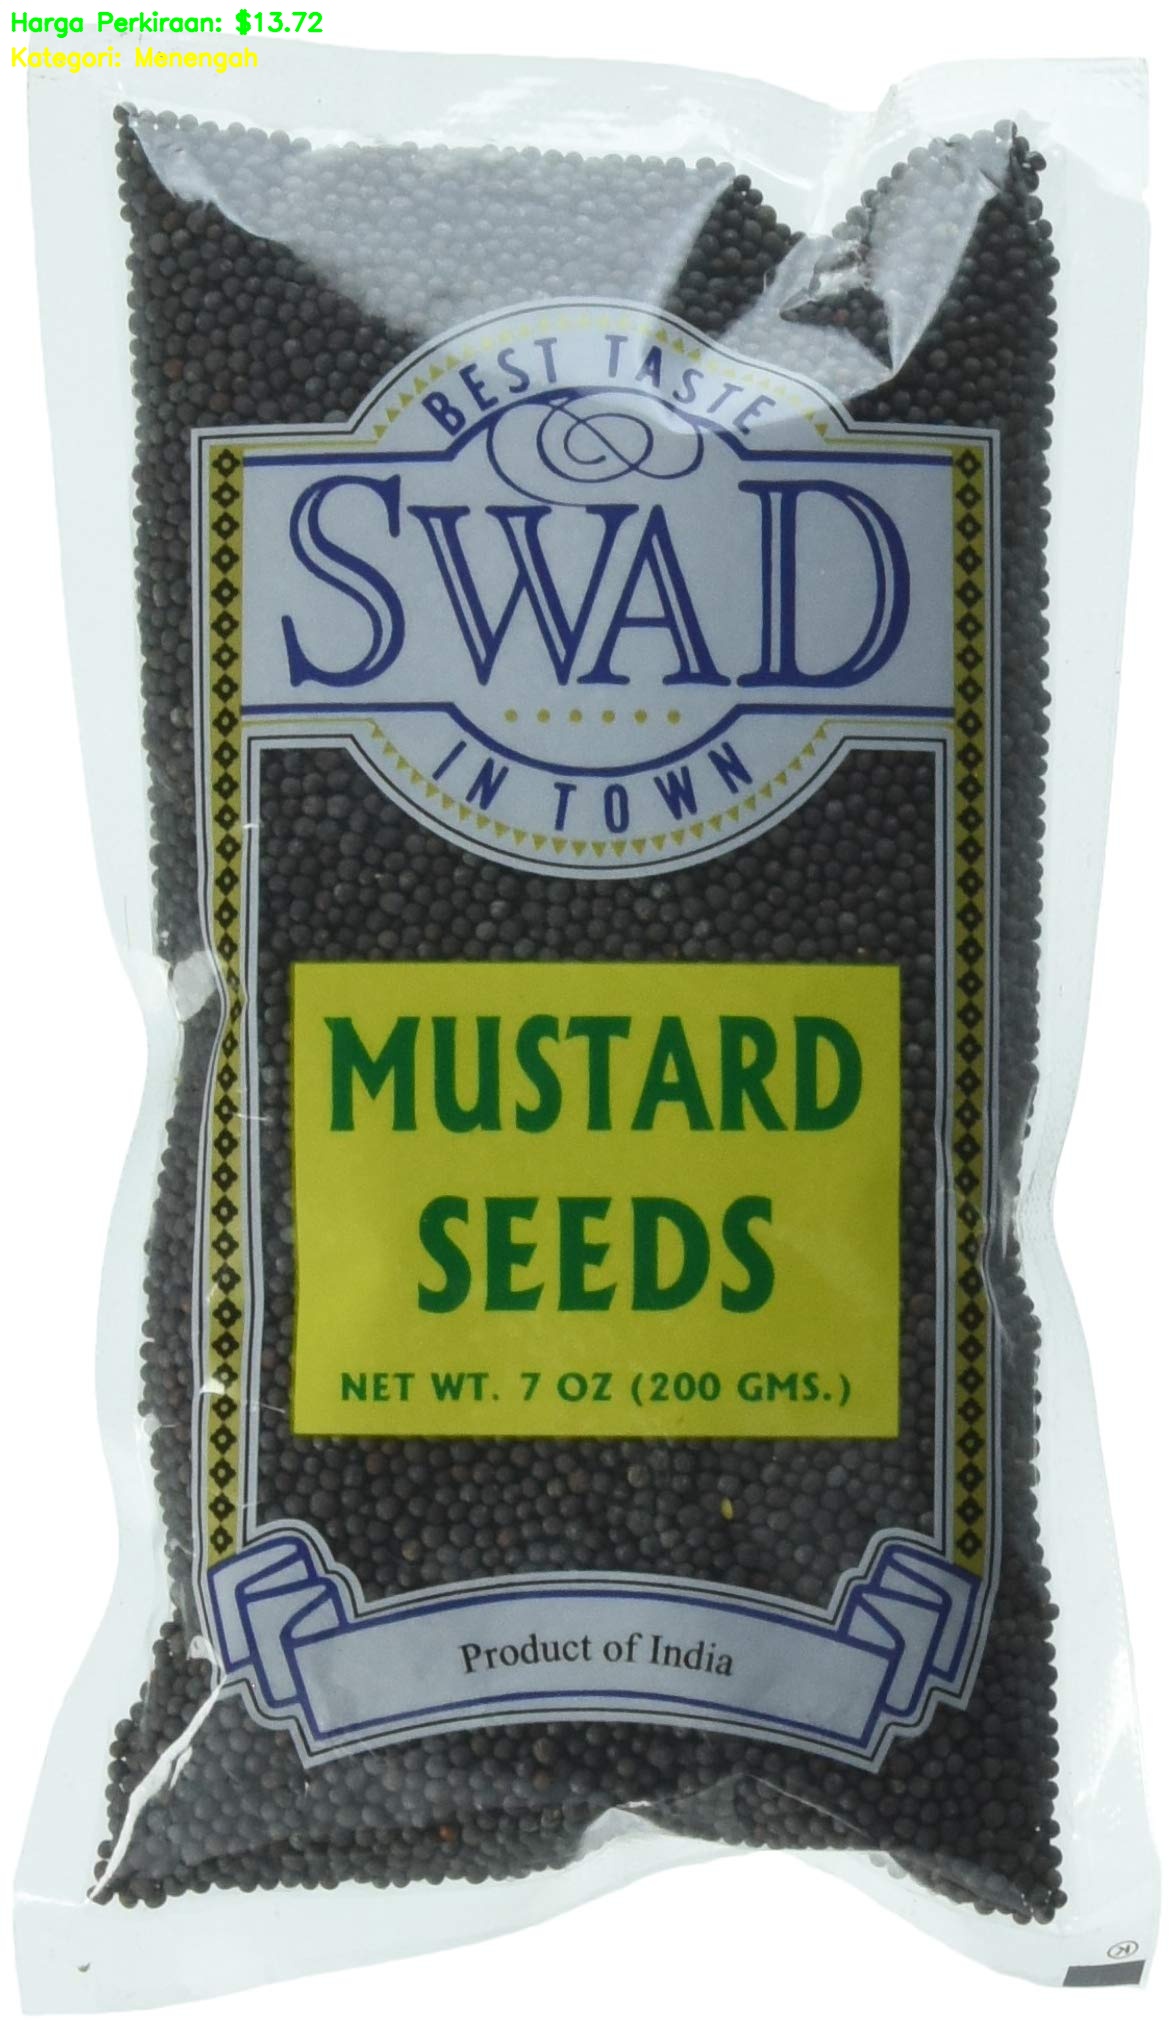 Harga Perkiraan: $13.72
Kategori: Menengah
BEST TASTE
SWAD
IN TOWN
MUSTARD
SEEDS
NET WT. 7 OZ (200 GMS.)
Product of India
K